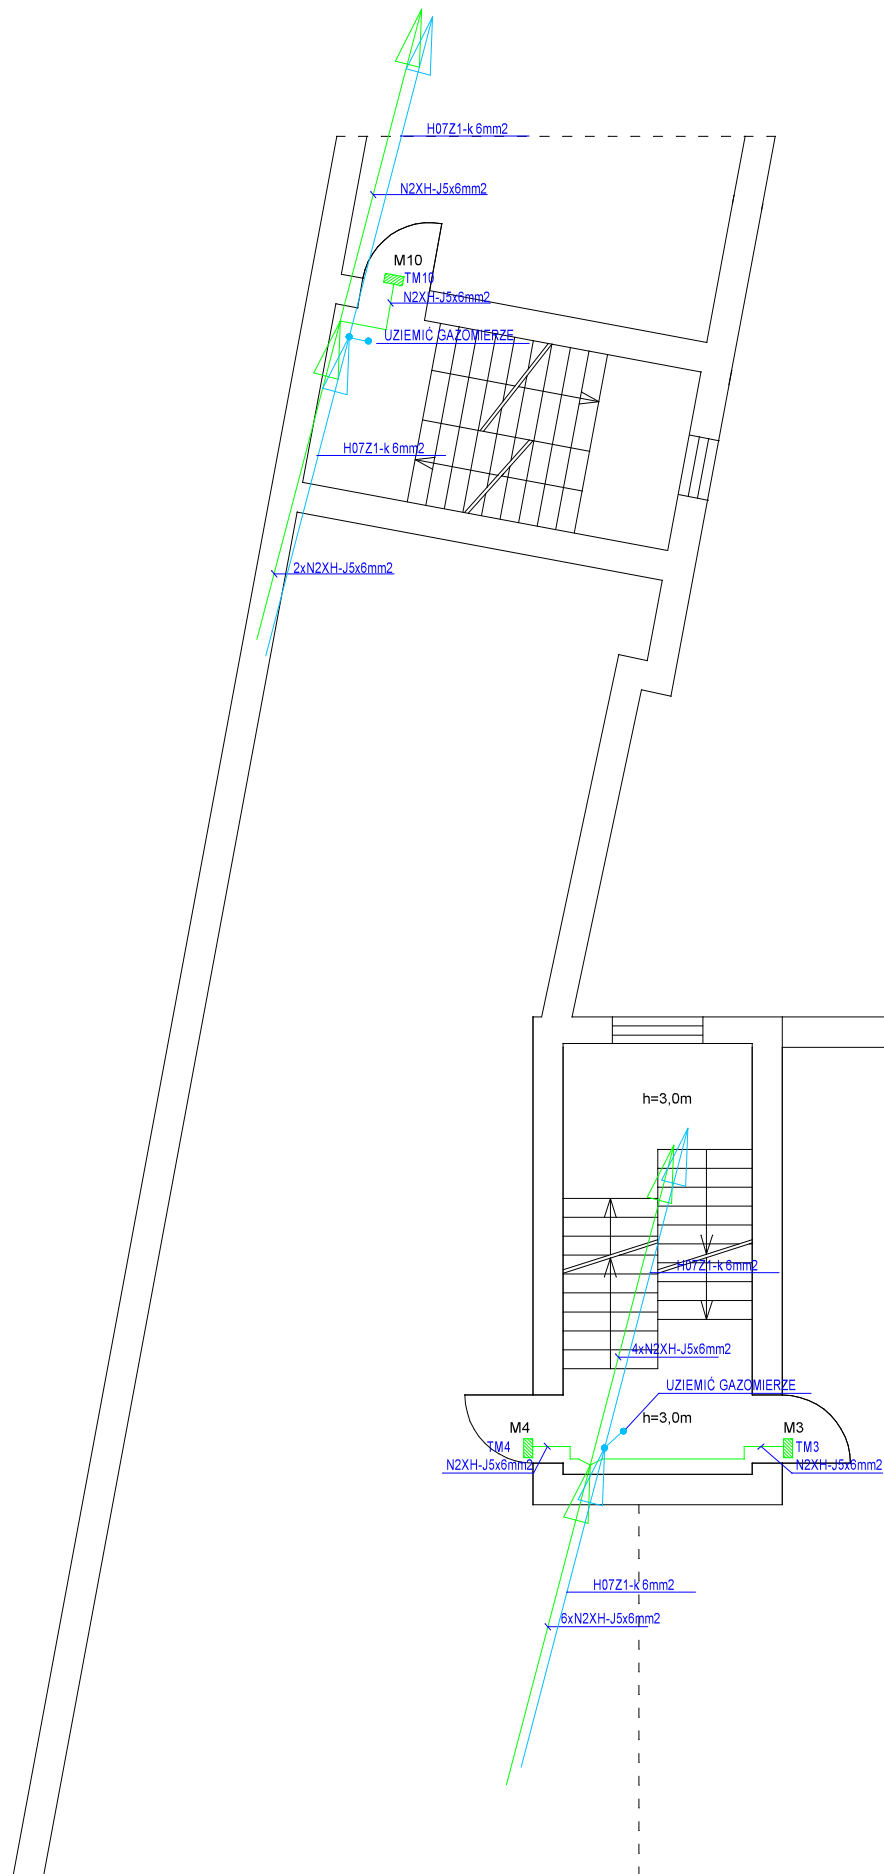 H07Z1-k 6mm2
N2XH-J5x6mm2
M10
TM10
N2XH-J5x6mm2
UZIEMIĆ GAZOMIERZE
H07Z1-k 6mm2
2xN2XH-J5x6mm2
h=3,0m
H07Z1-k 6mm2
4xN2XH-J5x6mm2
UZIEMIĆ GAZOMIERZE
h=3,0m
M4
M3
TM4
TM3
N2XH-J5x6mm2
N2XH-J5x6mm2
H07Z1-k 6mm2
6xN2XH-J5x6mm2